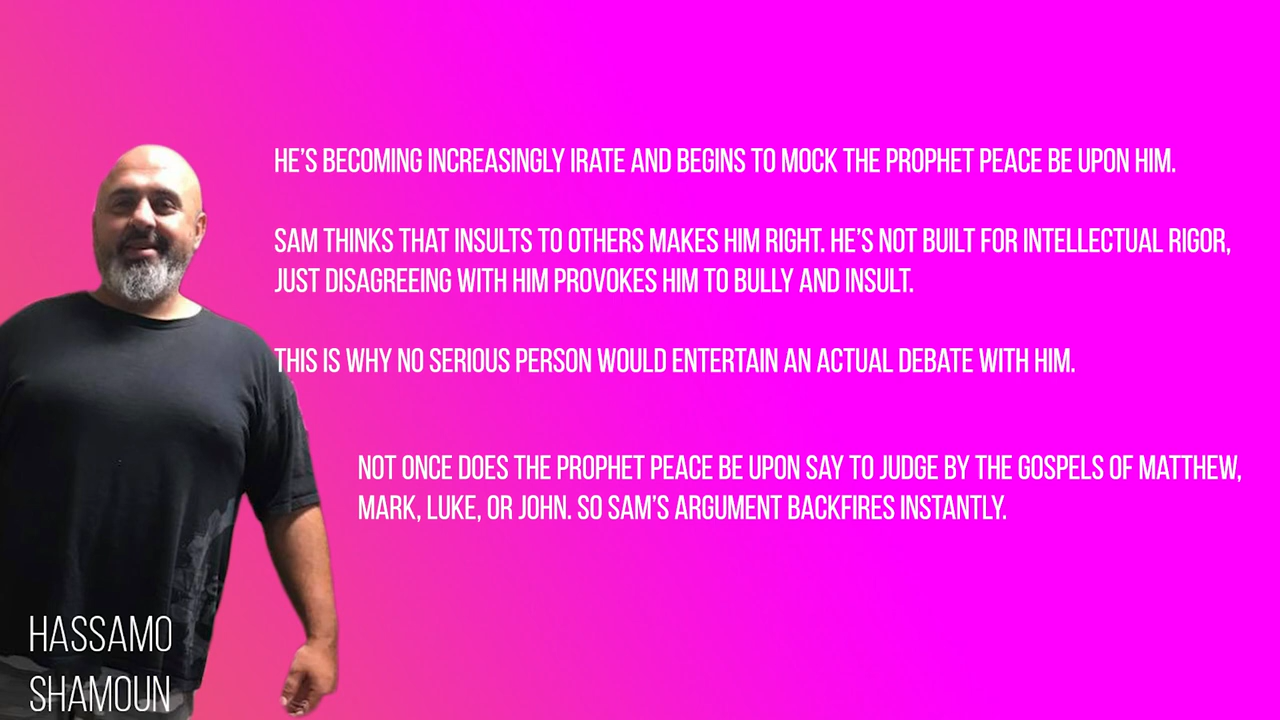 HE'S BECOMING INCREASINGLY IRATE AND BEGINS TO MOCK THE PROPHET PEACE BE UPON HIM.
SAM THINKS THAT INSULTS TO OTHERS MAKES HIM RIGHT. HE'S NOT BUILT FOR INTELLECTUAL RIGOR,
JUST DISAGREEING WITH HIM PROVOKES HIM TO BULLY AND INSULT.
THIS IS WHY NO SERIOUS PERSON WOULD ENTERTAIN AN ACTUAL DEBATE WITH HIM.
NOT ONCE DOES THE PROPHET PEACE BE UPON SAY TO JUDGE BY THE GOSPELS OF MATTHEW,
MARK, LUKE, OR JOHN. SO SAM'S ARGUMENT BACKFIRES INSTANTLY.
HASSAMO
SHAMOUN